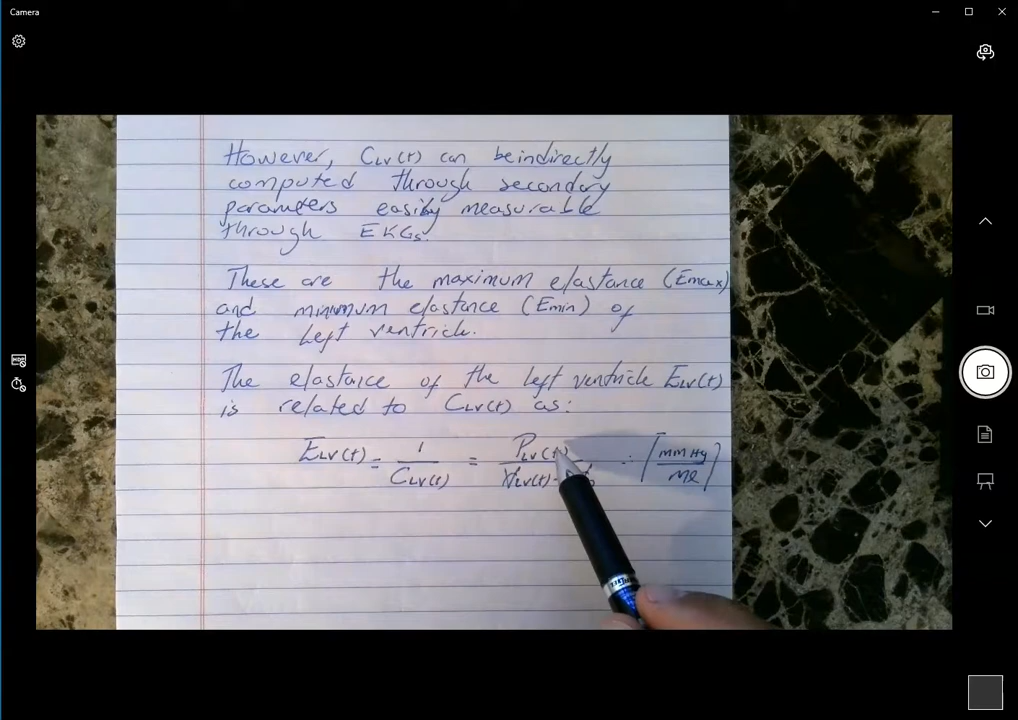 Camera
However, CLV(t) can be indirectly
computed through secondary
parameters easiby measurable
through EKGs.
These are the maximum elastance (Emax)
and minimum elastance (Emin) of
the left ventricle.
The elastance of the left ventricle ELV(t)
is related to CLV(t) as:
ELV(t) = 1 / CLV(t) = PLV(t) / VLV(t) - [mmHg / ml]